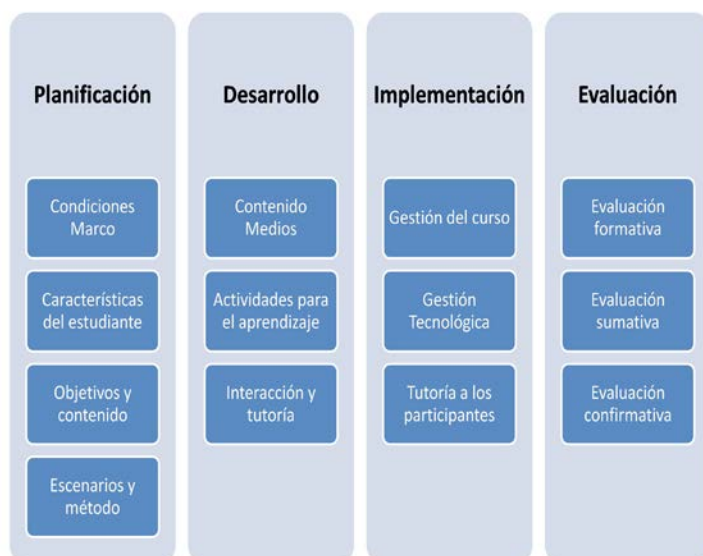 Planificación
Condiciones
Marco
Características
del estudiante
Objetivos y
contenido
Escenarios y
método
Desarrollo
Contenido
Medios
Actividades para
el aprendizaje
Interacción y
tutoría
Implementación
Gestión del curso
Gestión
Tecnológica
Tutoría a los
participantes
Evaluación
Evaluación
formativa
Evaluación
sumativa
Evaluación
confirmativa